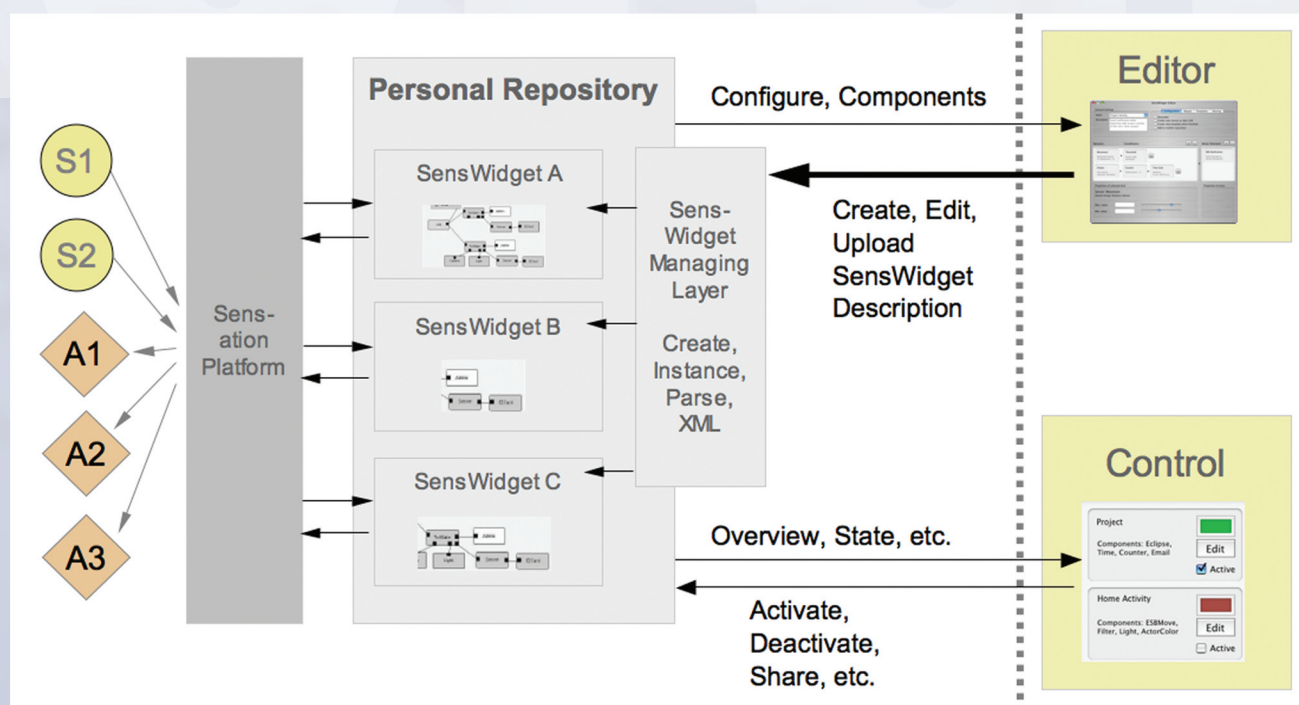 S1
S2
A1
A2
A3
Sens-
ation
Platform
Personal Repository
SensWidget A
SensWidget B
SensWidget C
Sens-
Widget
Managing
Layer
Create,
Instance,
Parse,
XML
Configure, Components
Create, Edit,
Upload
SensWidget
Description
Overview, State, etc.
Activate,
Deactivate,
Share, etc.
Editor
Control
Project
Components: Eclipse,
Time, Counter, Email
Edit
Active
Home Activity
Components: ESBMove,
Filter, Light, ActorColor
Edit
Active